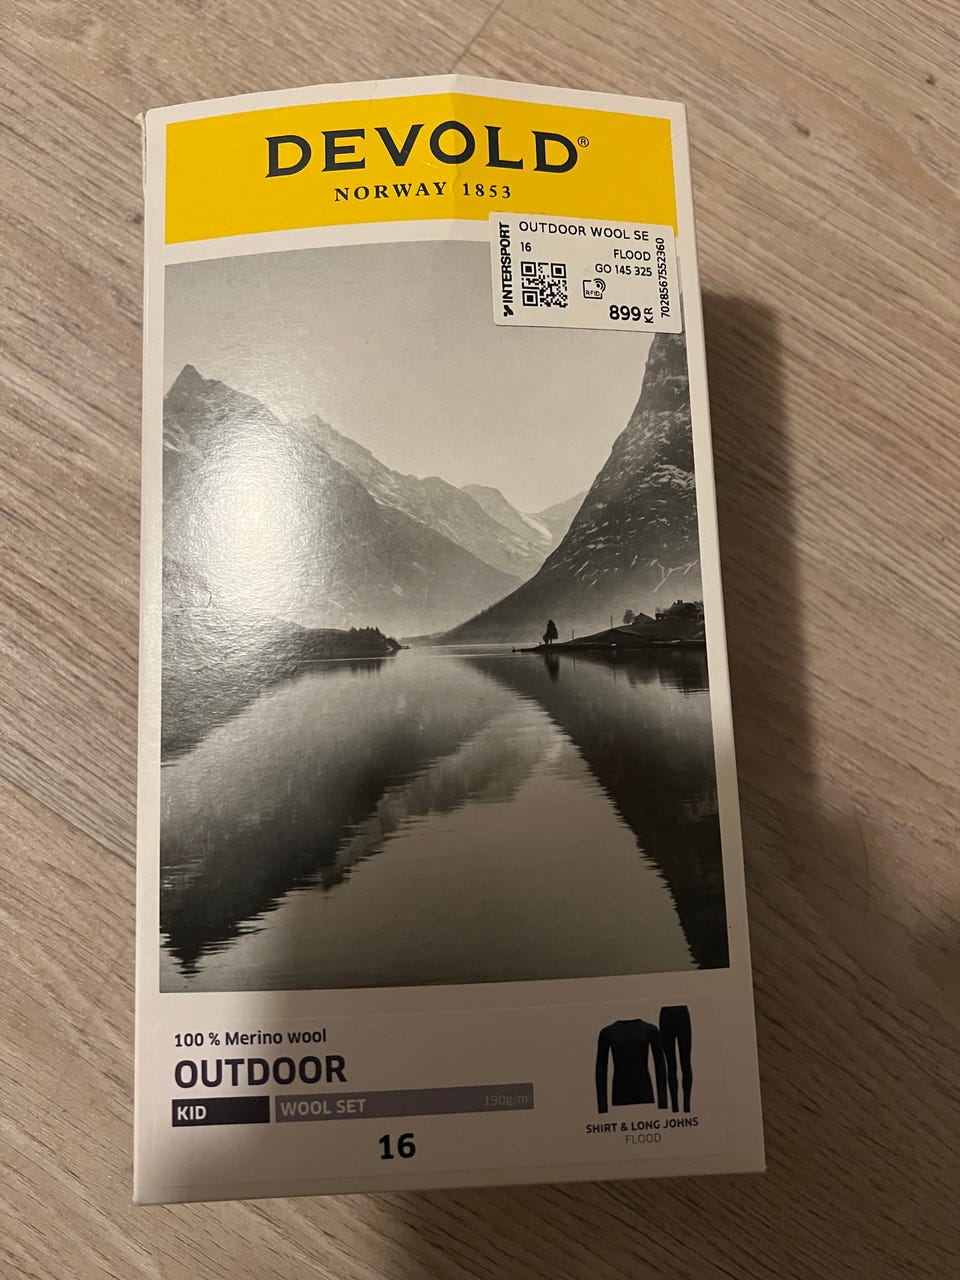 DEVOLD®
NORWAY 1853
INTERSPORT
OUTDOOR WOOL SE
16
FLOOD
GO 145 325
RFID
899 KR
7028567552360
100 % Merino wool
OUTDOOR
KID
WOOL SET
190g/m²
16
SHIRT & LONG JOHNS
FLOOD